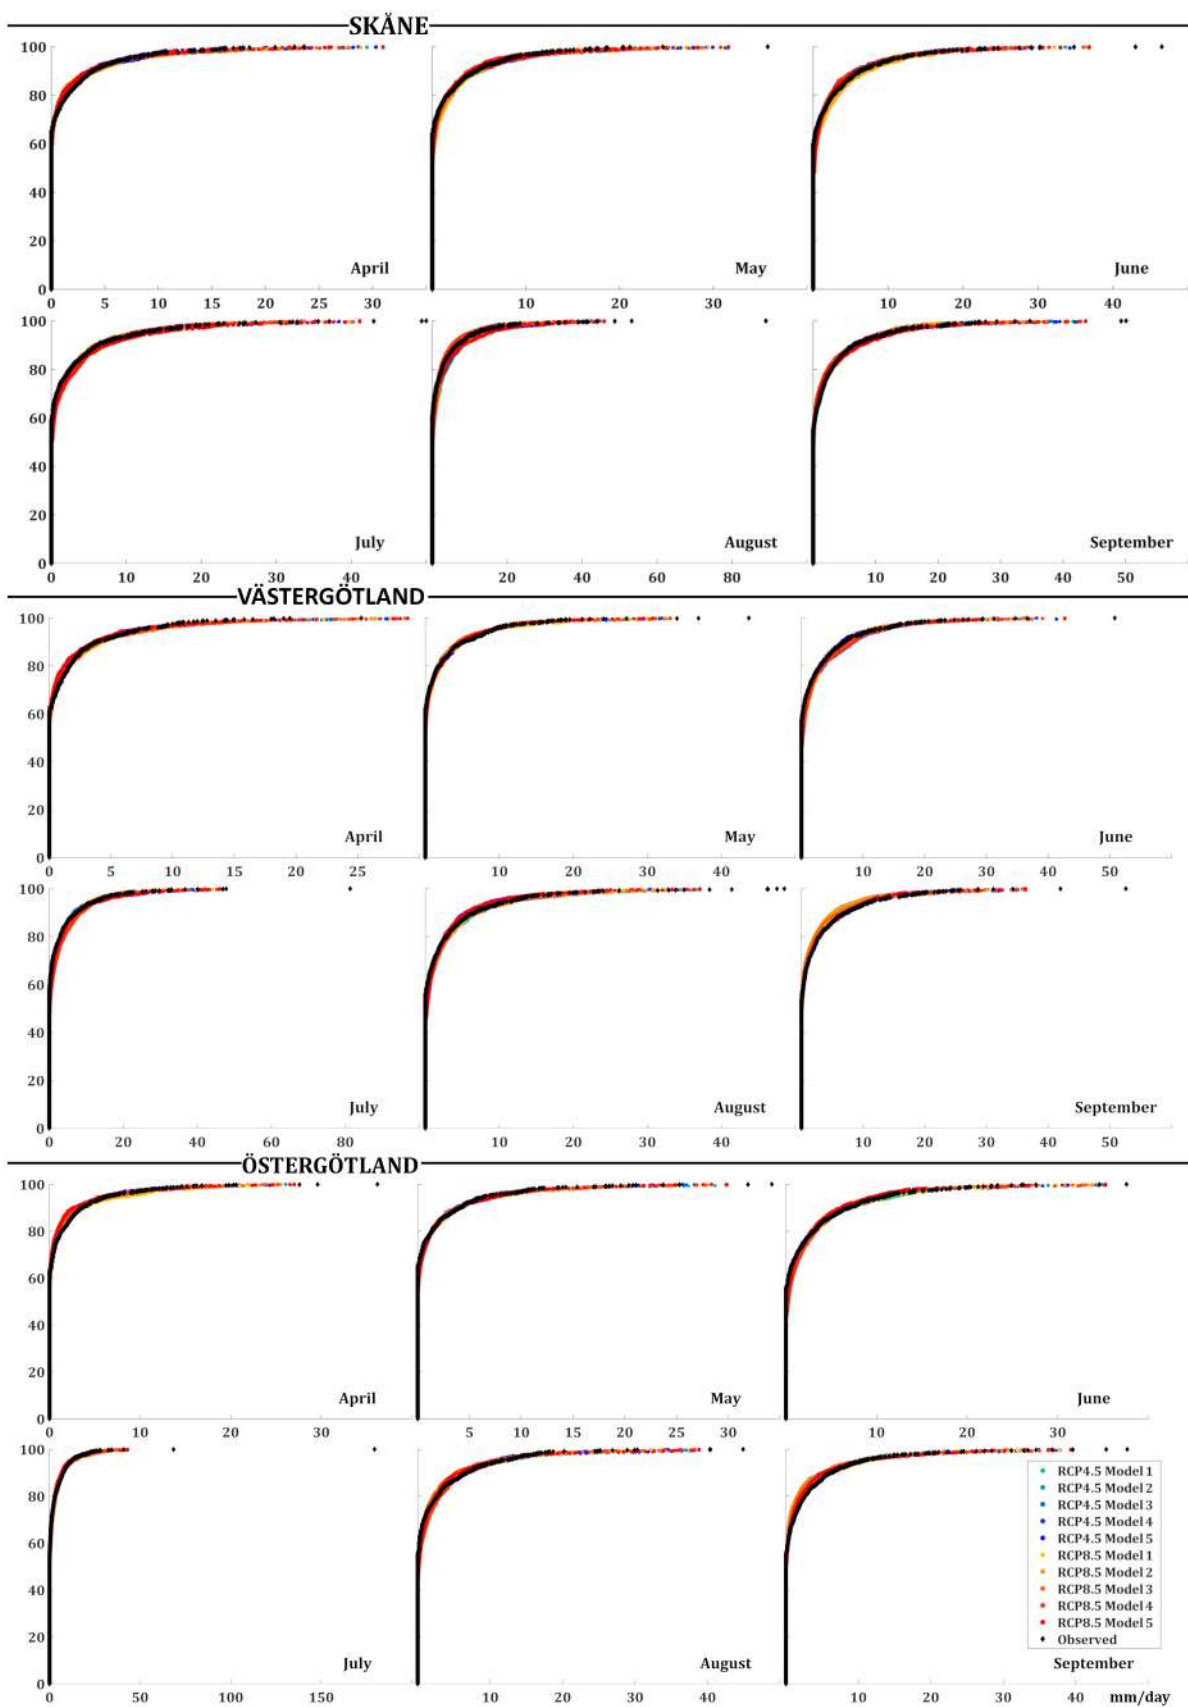 SKÅNE
100
80
60
40
20
0
April
May
June
0 5 10 15 20 25 30
10 20 30
10 20 30 40
100
80
60
40
20
0
July
August
September
0 10 20 30 40
20 40 60 80
10 20 30 40 50
VÄSTERGÖTLAND
100
80
60
40
20
0
April
May
June
0 5 10 15 20 25
10 20 30 40
10 20 30 40 50
100
80
60
40
20
0
July
August
September
0 20 40 60 80
10 20 30 40
10 20 30 40 50
ÖSTERGÖTLAND
100
80
60
40
20
0
April
May
June
0 10 20 30
5 10 15 20 25 30
10 20 30
100
80
60
40
20
0
RCP4.5 Model 1
RCP4.5 Model 2
RCP4.5 Model 3
RCP4.5 Model 4
RCP4.5 Model 5
RCP8.5 Model 1
RCP8.5 Model 2
RCP8.5 Model 3
RCP8.5 Model 4
RCP8.5 Model 5
Observed
July
August
September
0 50 100 150
10 20 30 40
10 20 30 40 mm/day